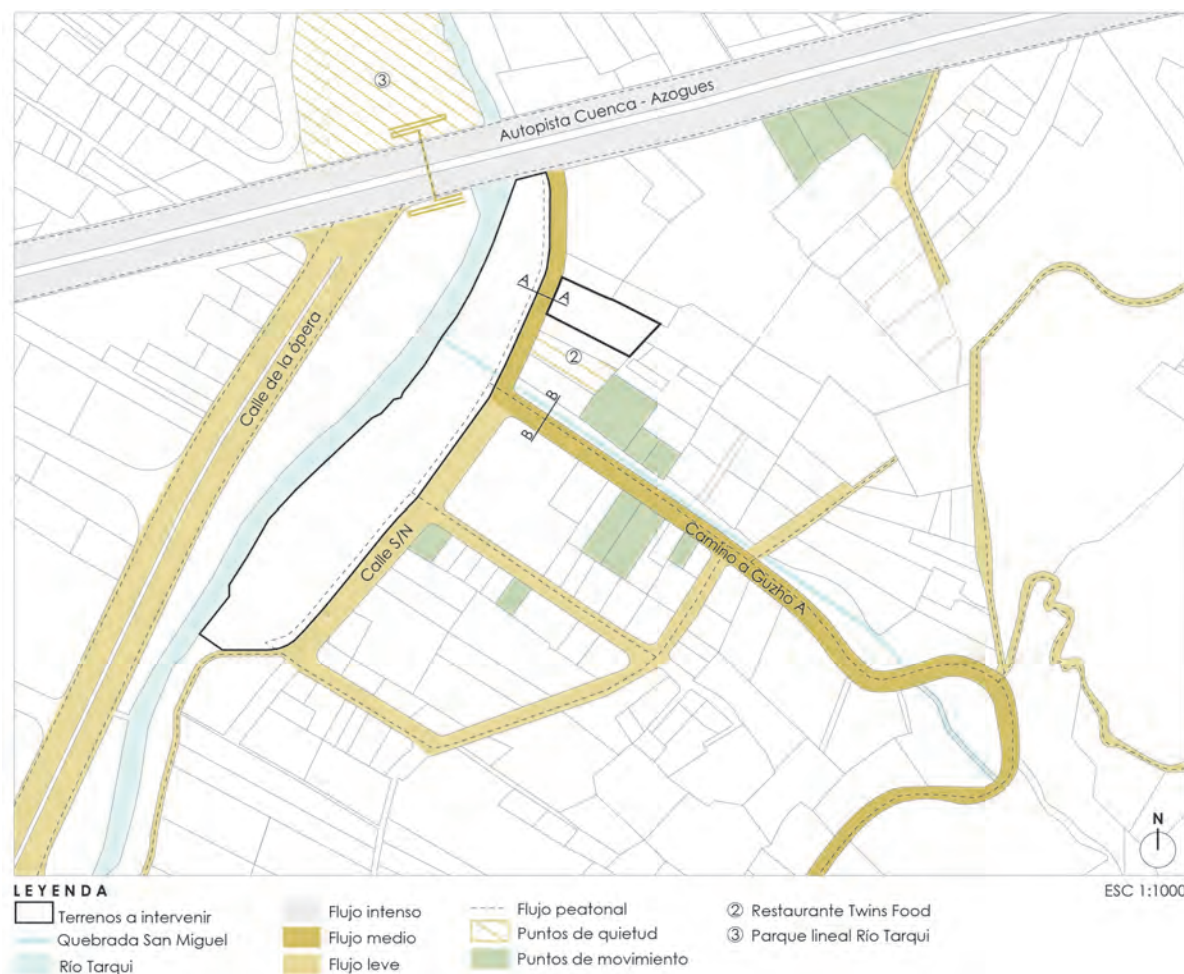 ③
Autopista Cuenca - Azogues
Calle de la ópera
A
A
②
B
B
Calle S/N
Camino a Guzho A
N
LEYENDA
ESC 1:1000
Terrenos a intervenir
Quebrada San Miguel
Río Tarqui
Flujo intenso
Flujo medio
Flujo leve
Flujo peatonal
Puntos de quietud
Puntos de movimiento
② Restaurante Twins Food
③ Parque lineal Río Tarqui